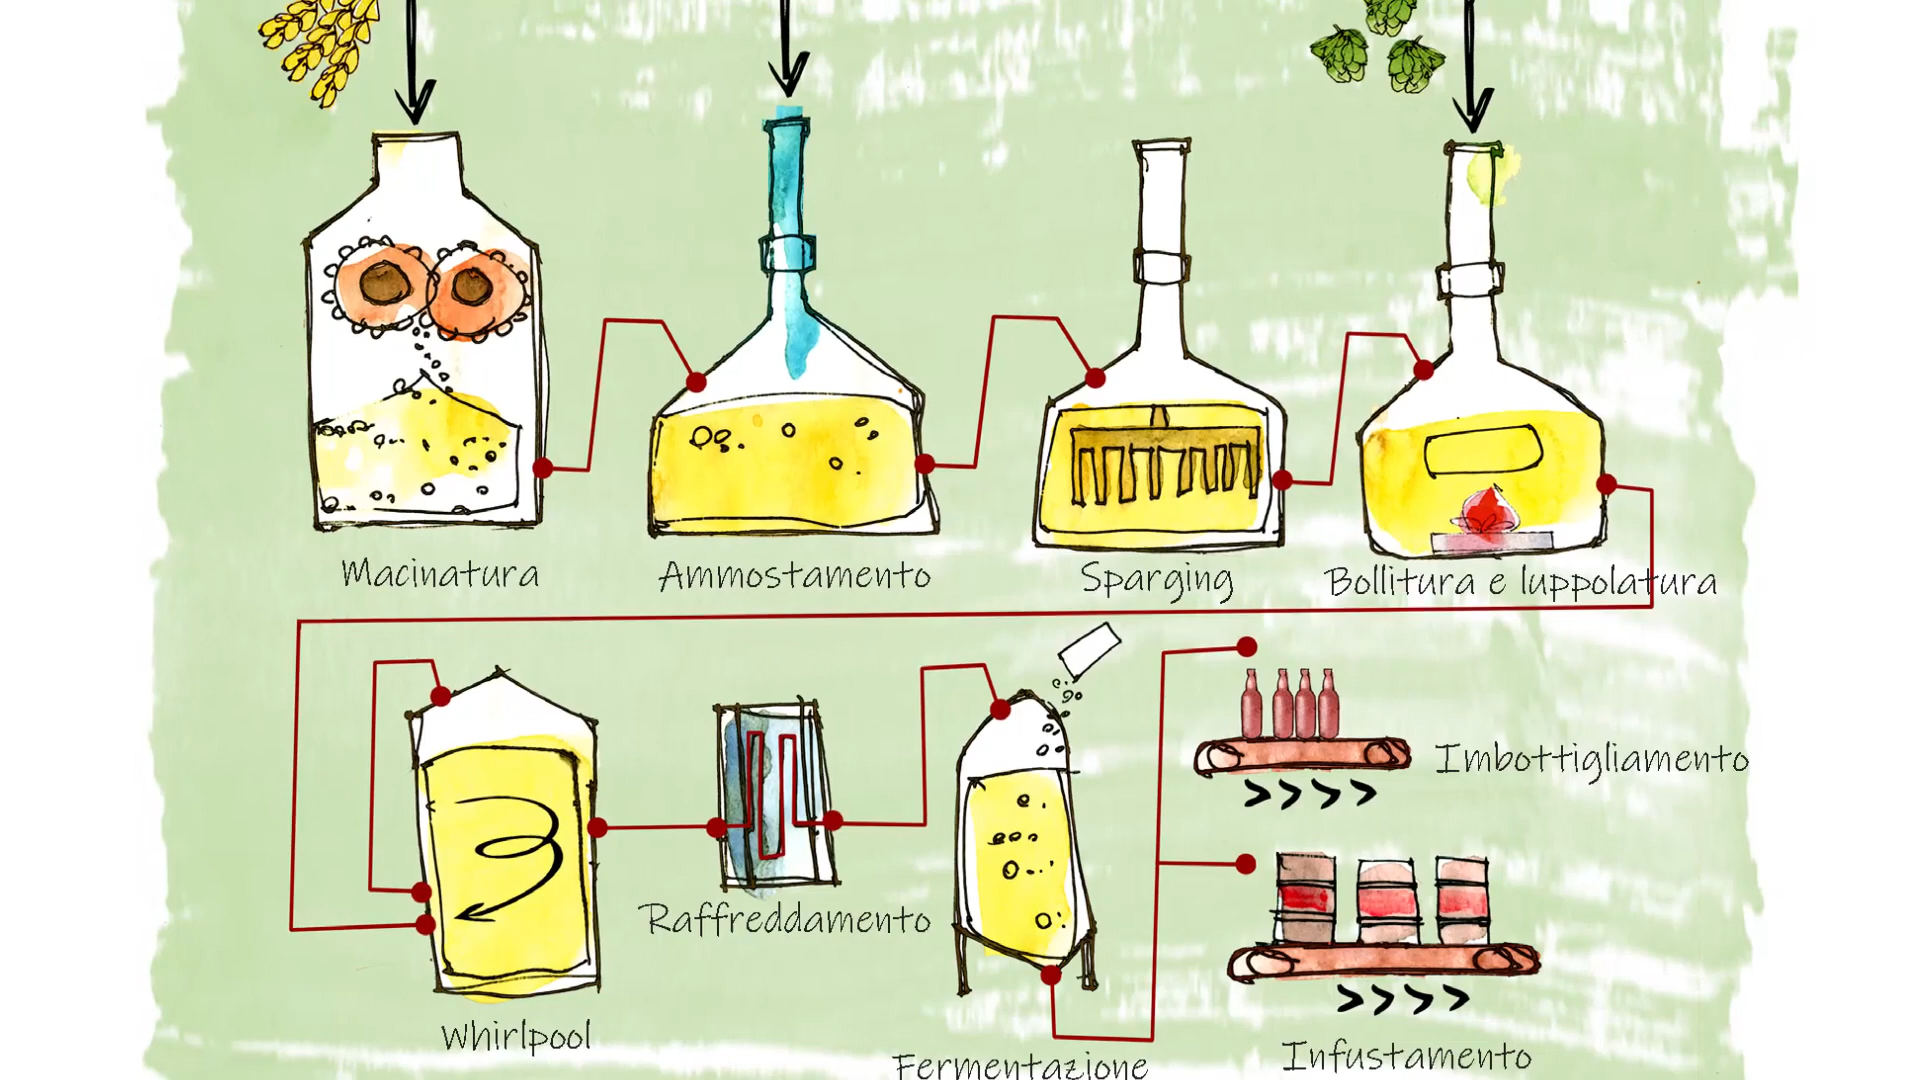 Macinatura
Ammostamento
Sparging
Bollitura e luppolatura
Imbottigliamento
Raffreddamento
Whirlpool
Fermentazione
Infustamento